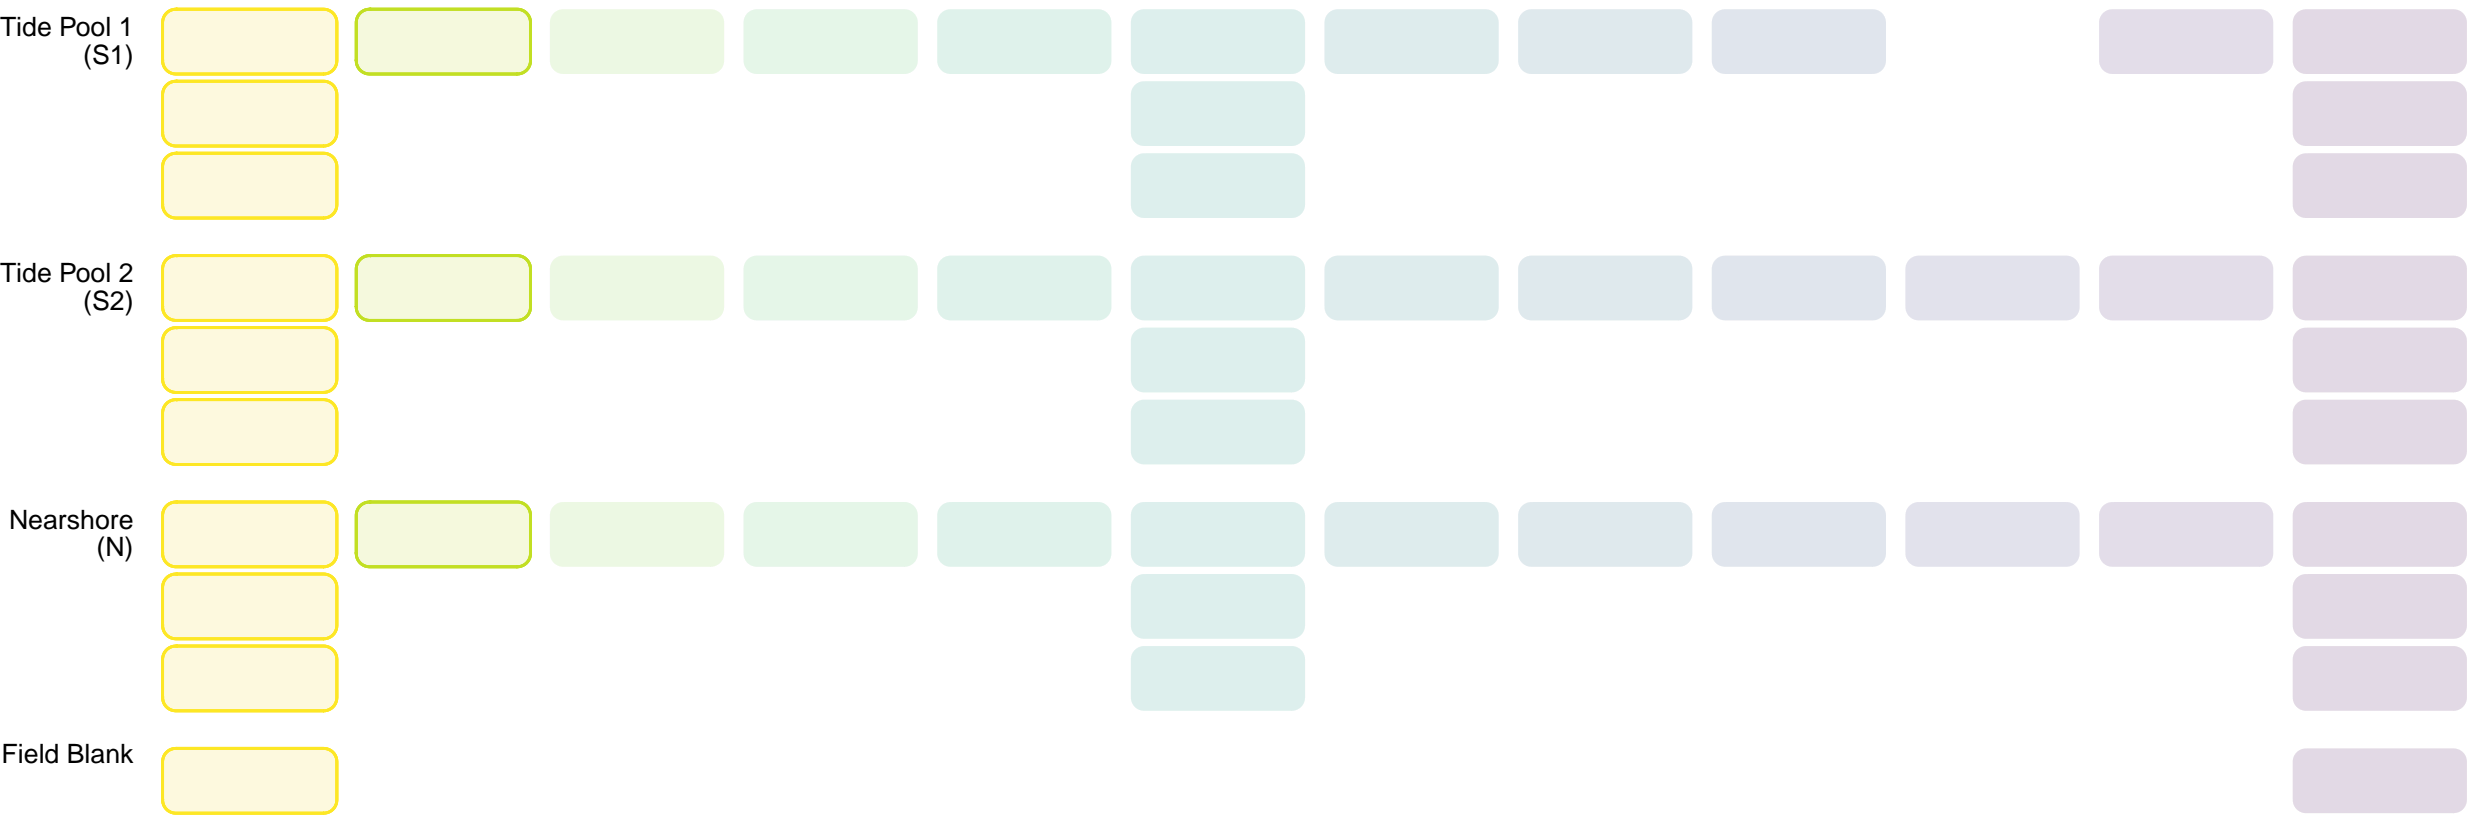 Tide Pool 1
(S1)
Tide Pool 2
(S2)
Nearshore
(N)
Field Blank